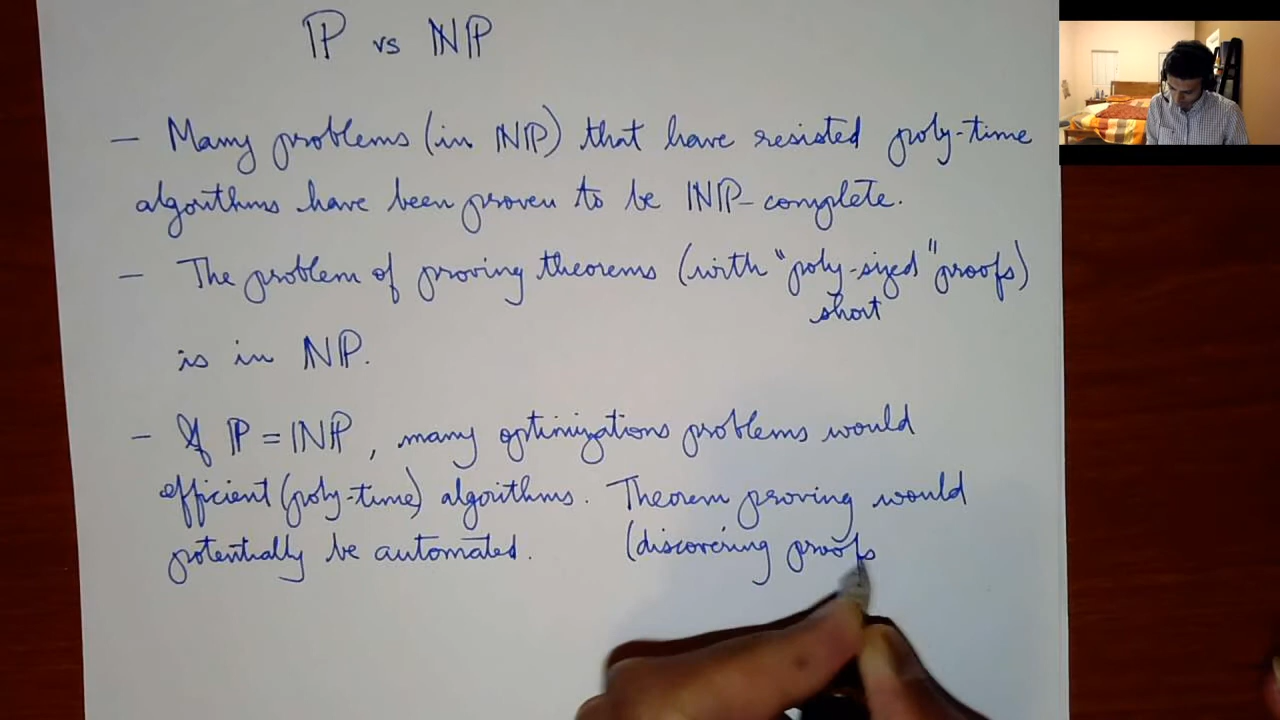 P vs NP
– Many problems (in NP) that have resisted poly-time
algorithms have been proven to be NP-complete.
– The problem of proving theorems (with "poly-sized" proofs)
short
is in NP.
– If P = NP, many optimizations problems would
efficient (poly-time) algorithms. Theorem proving would
potentially be automated. (discovering proofs